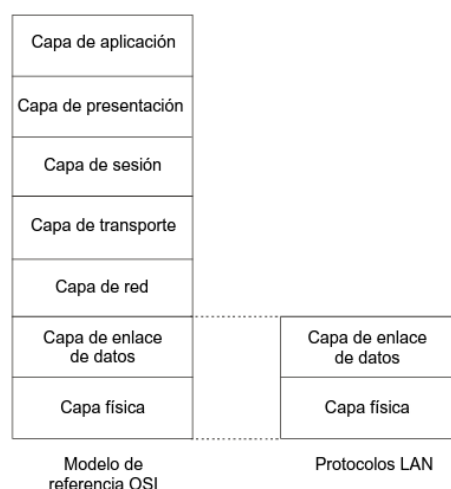 Capa de aplicación
Capa de presentación
Capa de sesión
Capa de transporte
Capa de red
Capa de enlace
de datos
Capa física
Capa de enlace
de datos
Capa física
Modelo de
referencia OSI
Protocolos LAN